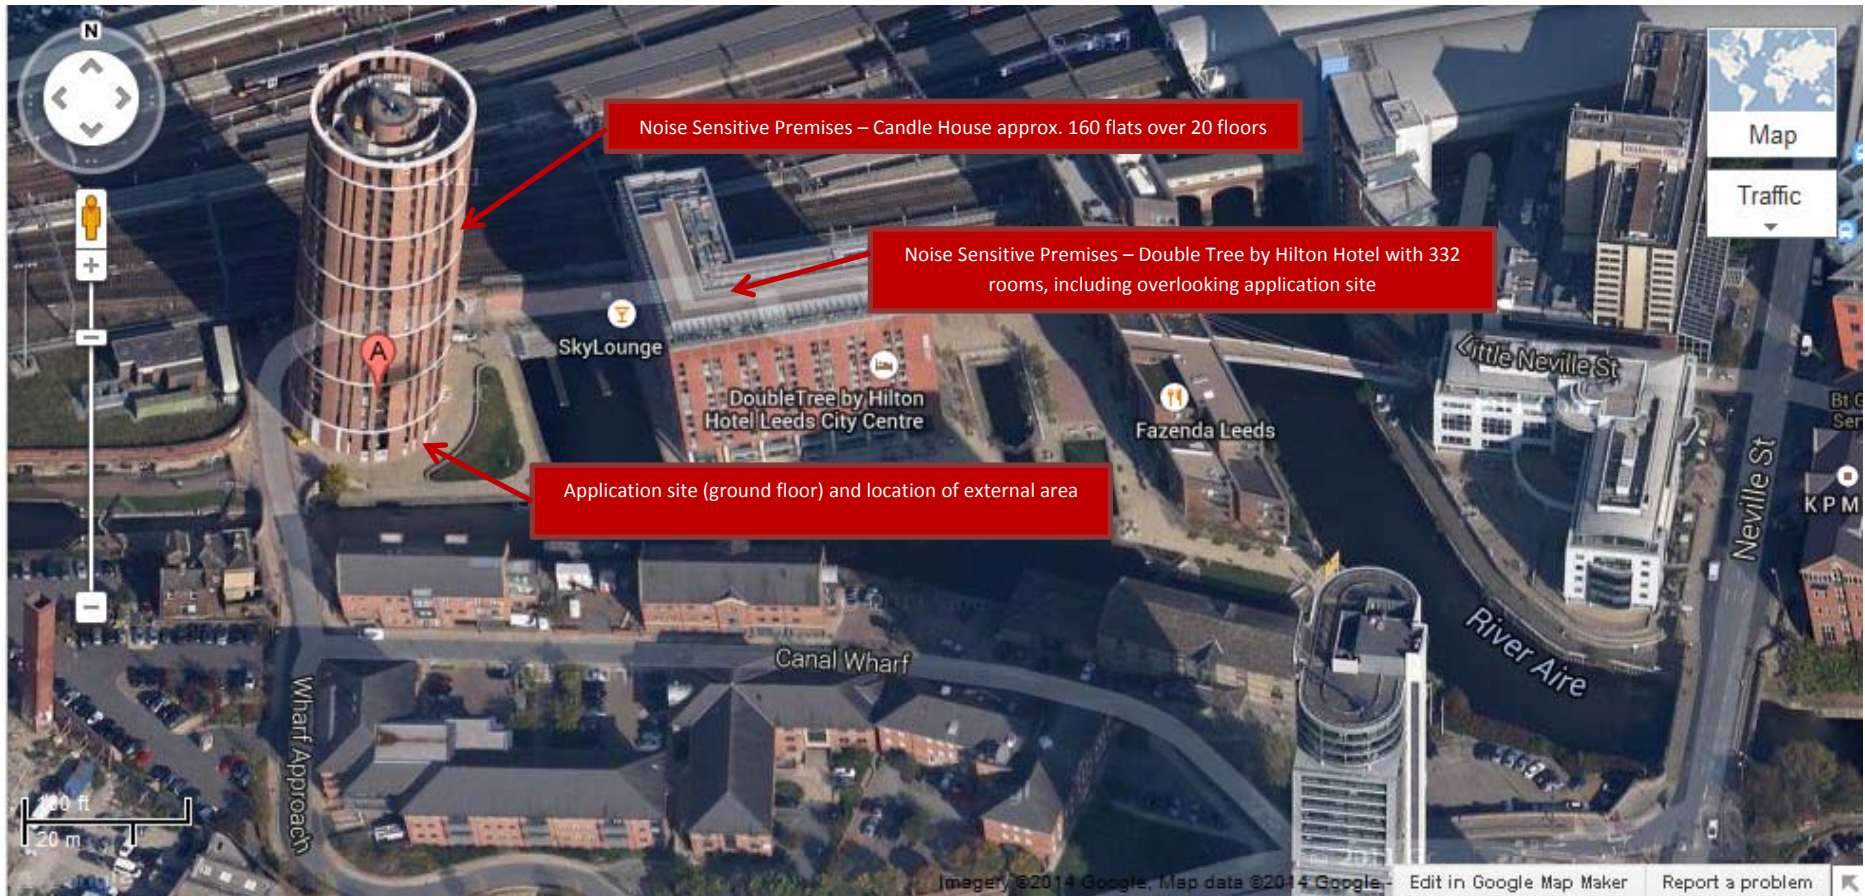 N
Noise Sensitive Premises – Candle House approx. 160 flats over 20 floors
Map
Traffic
Noise Sensitive Premises – Double Tree by Hilton Hotel with 332
rooms, including overlooking application site
SkyLounge
A
DoubleTree by Hilton
Hotel Leeds City Centre
Fazenda Leeds
Little Neville St
Application site (ground floor) and location of external area
Neville St
KPM
River Aire
Canal Wharf
Wharf Approach
20 m
Imagery ©2014 Google, Map data ©2014 Google -
Edit in Google Map Maker
Report a problem